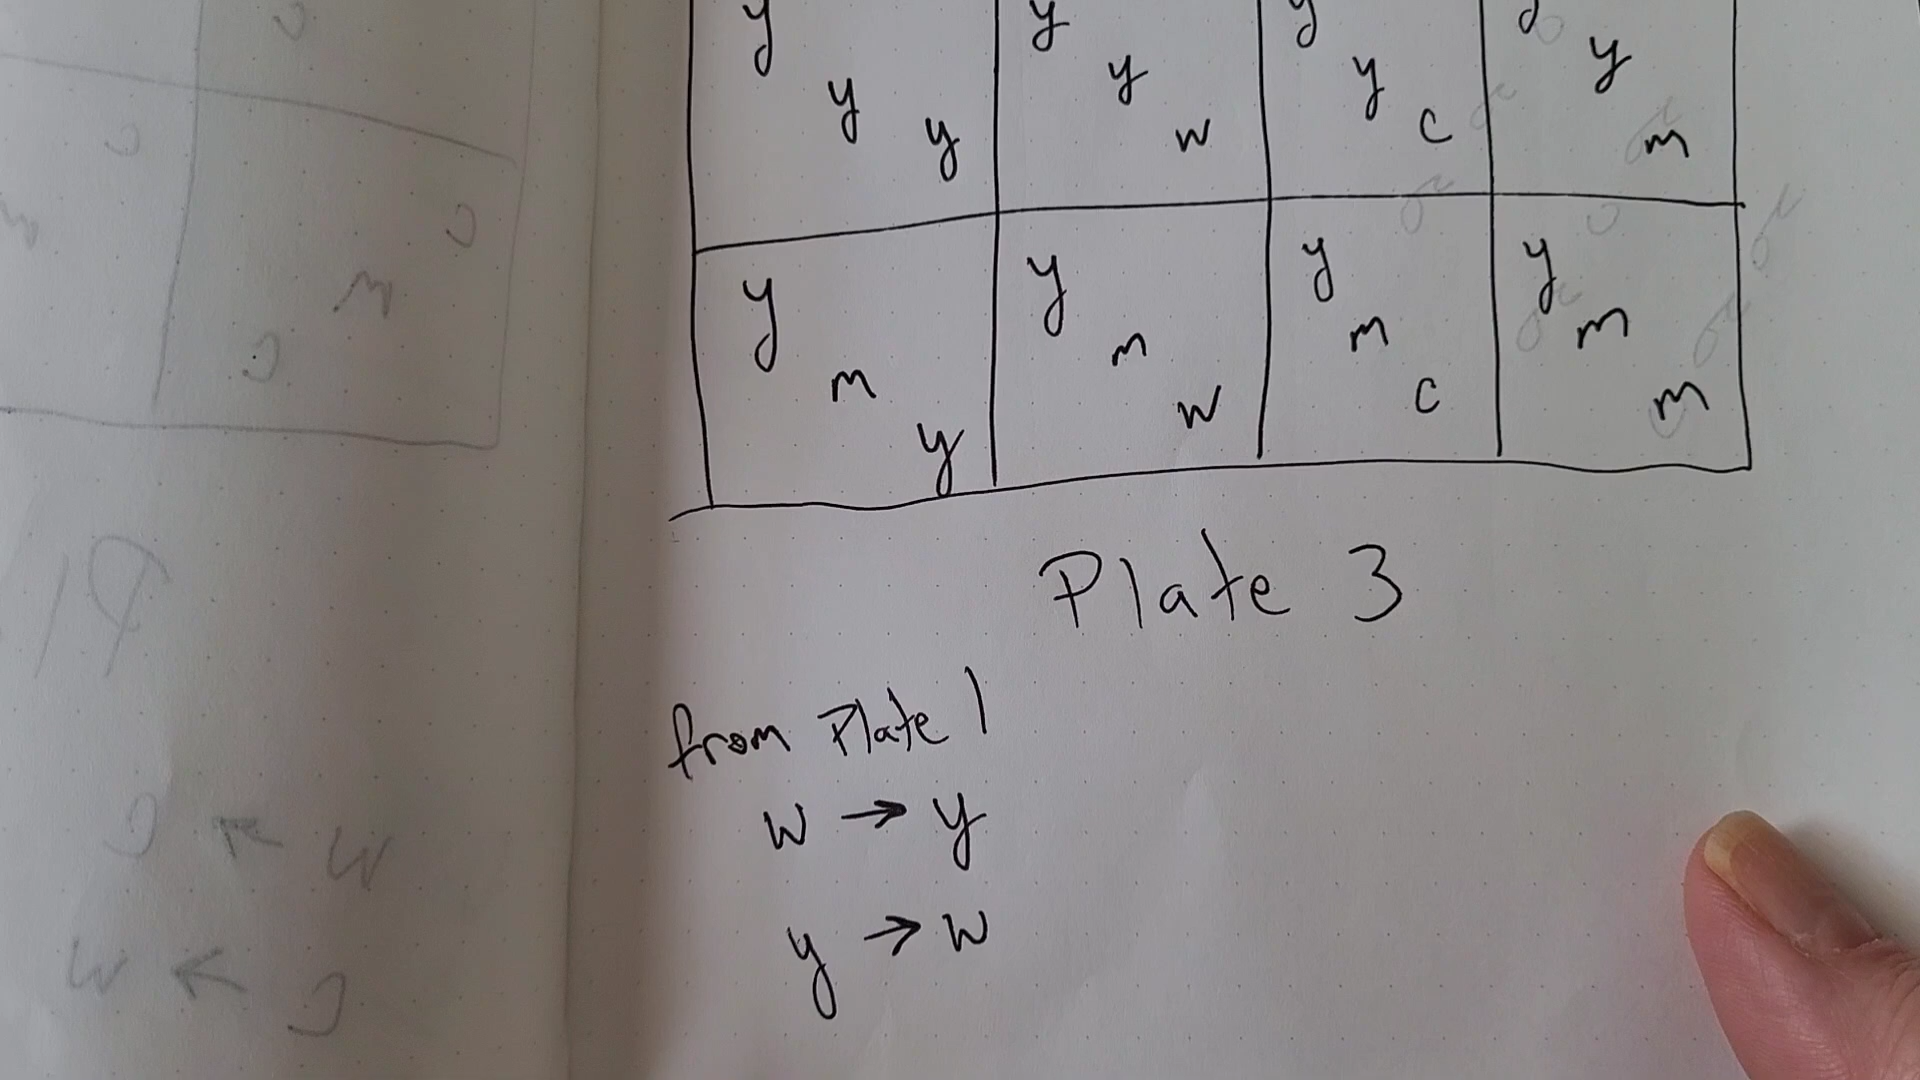 y y y y
y y y y
y w c m
y y y y
m m m m
y w c m
Plate 3
from Plate 1
w → y
y → w